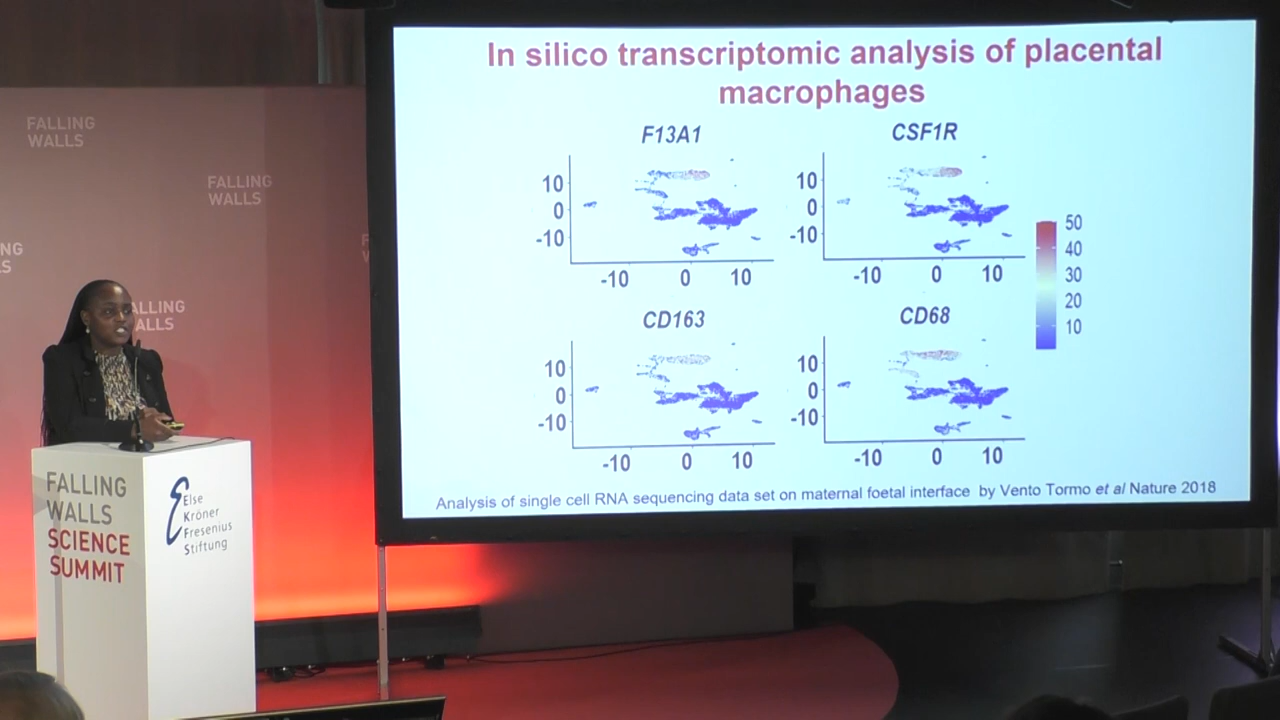 In silico transcriptomic analysis of placental
macrophages
F13A1
CSF1R
10
0
-10
-10 0 10
10
0
-10
-10 0 10
50
40
30
20
10
CD163
CD68
10
0
-10
-10 0 10
10
0
-10
-10 0 10
Analysis of single cell RNA sequencing data set on maternal foetal interface by Vento Tormo et al Nature 2018
FALLING
WALLS
FALLING
WALLS
NG
S
ALLING
ALLS
FALLING
WALLS
SCIENCE
SUMMIT
Else
Kröner
Fresenius
Stiftung